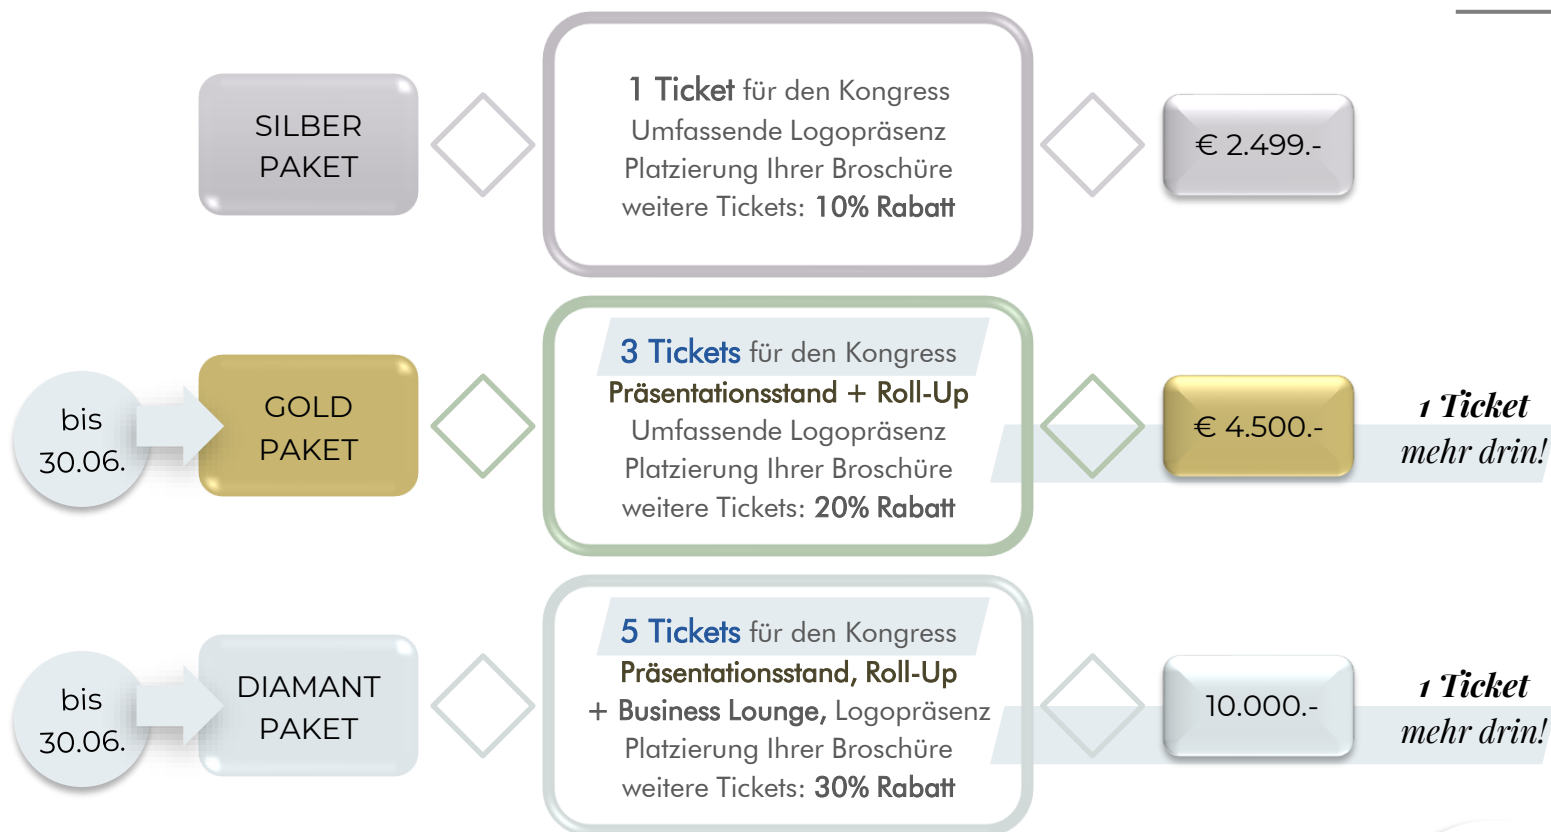 SILBER
PAKET
1 Ticket für den Kongress
Umfassende Logopräsenz
Platzierung Ihrer Broschüre
weitere Tickets: 10% Rabatt
€ 2.499.-
bis
30.06.
GOLD
PAKET
3 Tickets für den Kongress
Präsentationsstand + Roll-Up
Umfassende Logopräsenz
Platzierung Ihrer Broschüre
weitere Tickets: 20% Rabatt
€ 4.500.-
1 Ticket
mehr drin!
bis
30.06.
DIAMANT
PAKET
5 Tickets für den Kongress
Präsentationsstand, Roll-Up
+ Business Lounge, Logopräsenz
Platzierung Ihrer Broschüre
weitere Tickets: 30% Rabatt
10.000.-
1 Ticket
mehr drin!